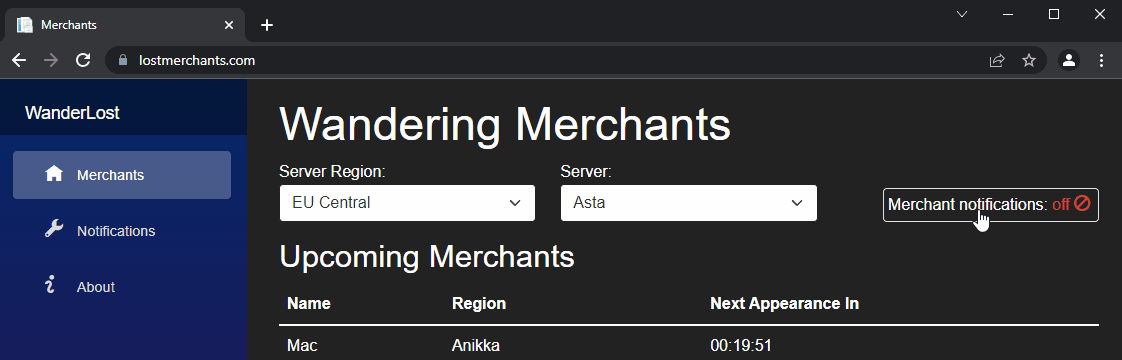 Merchants
lostmerchants.com
WanderLost
Merchants
Notifications
About
Wandering Merchants
Server Region: Server:
EU Central Asta
Merchant notifications: off
Upcoming Merchants
Name Region Next Appearance In
Mac Anikka 00:19:51